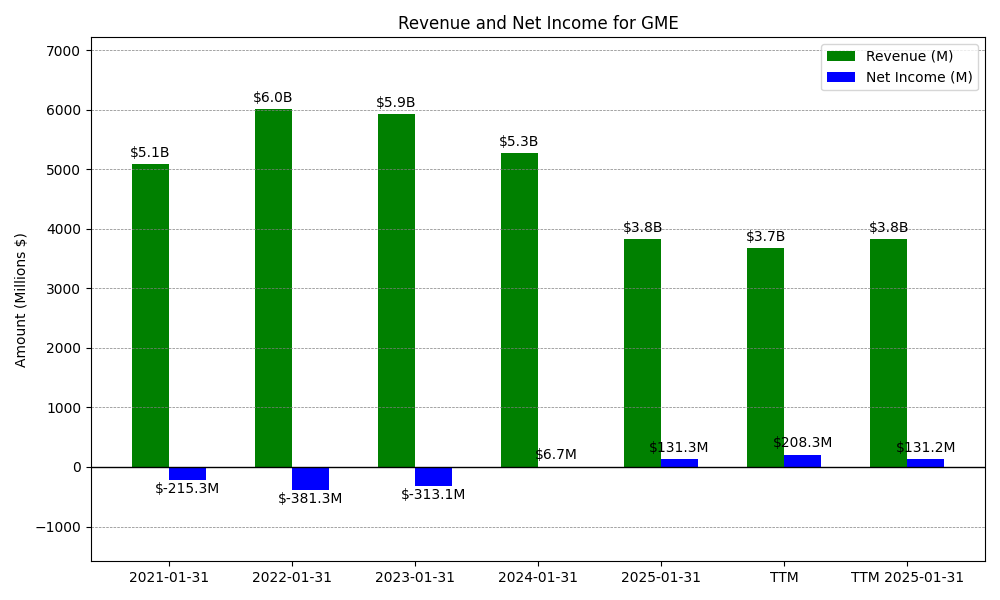 Revenue and Net Income for GME
Revenue (M)
Net Income (M)
Amount (Millions $)
7000
6000
5000
4000
3000
2000
1000
0
−1000
$5.1B
$6.0B
$5.9B
$5.3B
$3.8B
$3.7B
$3.8B
$-215.3M
$-381.3M
$-313.1M
$6.7M
$131.3M
$208.3M
$131.2M
2021-01-31
2022-01-31
2023-01-31
2024-01-31
2025-01-31
TTM
TTM 2025-01-31